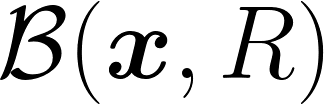 ℬ(𝒙, R)